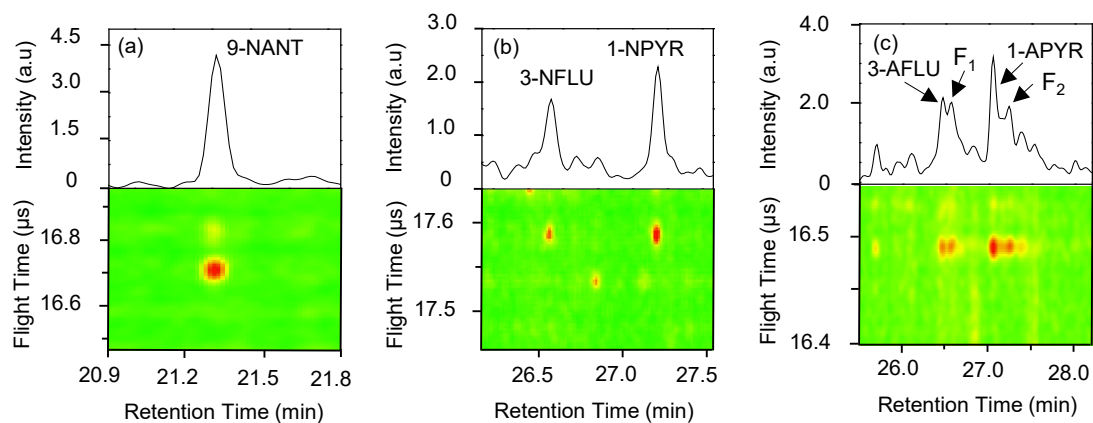 (a)
9-NANT
Intensity (a.u)
4.5
3.0
1.5
0
Flight Time (µs)
16.8
16.6
20.9 21.2 21.5 21.8
Retention Time (min)
(b)
1-NPYR
3-NFLU
Intensity (a.u)
3.0
2.0
1.0
0
Flight Time (µs)
17.6
17.5
26.5 27.0 27.5
Retention Time (min)
(c)
1-APYR
3-AFLU
F1
F2
Intensity (a.u)
4.0
2.0
0
Flight Time (µs)
16.5
16.4
26.0 27.0 28.0
Retention Time (min)